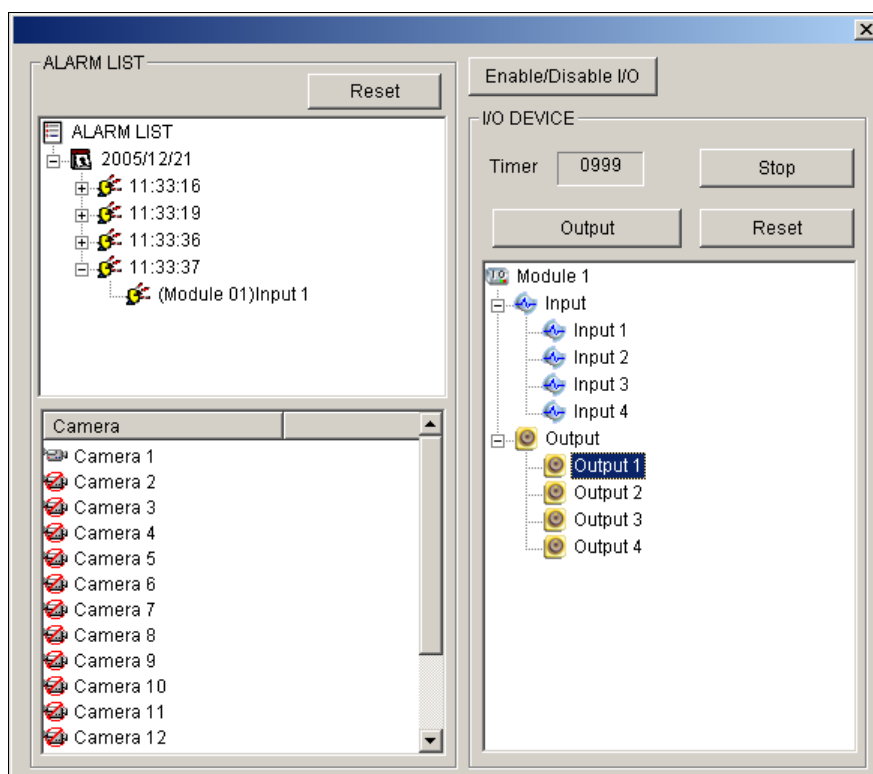 ALARM LIST
Reset
ALARM LIST
2005/12/21
11:33:16
11:33:19
11:33:36
11:33:37
(Module 01)Input 1
Camera
Camera 1
Camera 2
Camera 3
Camera 4
Camera 5
Camera 6
Camera 7
Camera 8
Camera 9
Camera 10
Camera 11
Camera 12
Enable/Disable I/O
I/O DEVICE
Timer 0999 Stop
Output Reset
Module 1
Input
Input 1
Input 2
Input 3
Input 4
Output
Output 1
Output 2
Output 3
Output 4